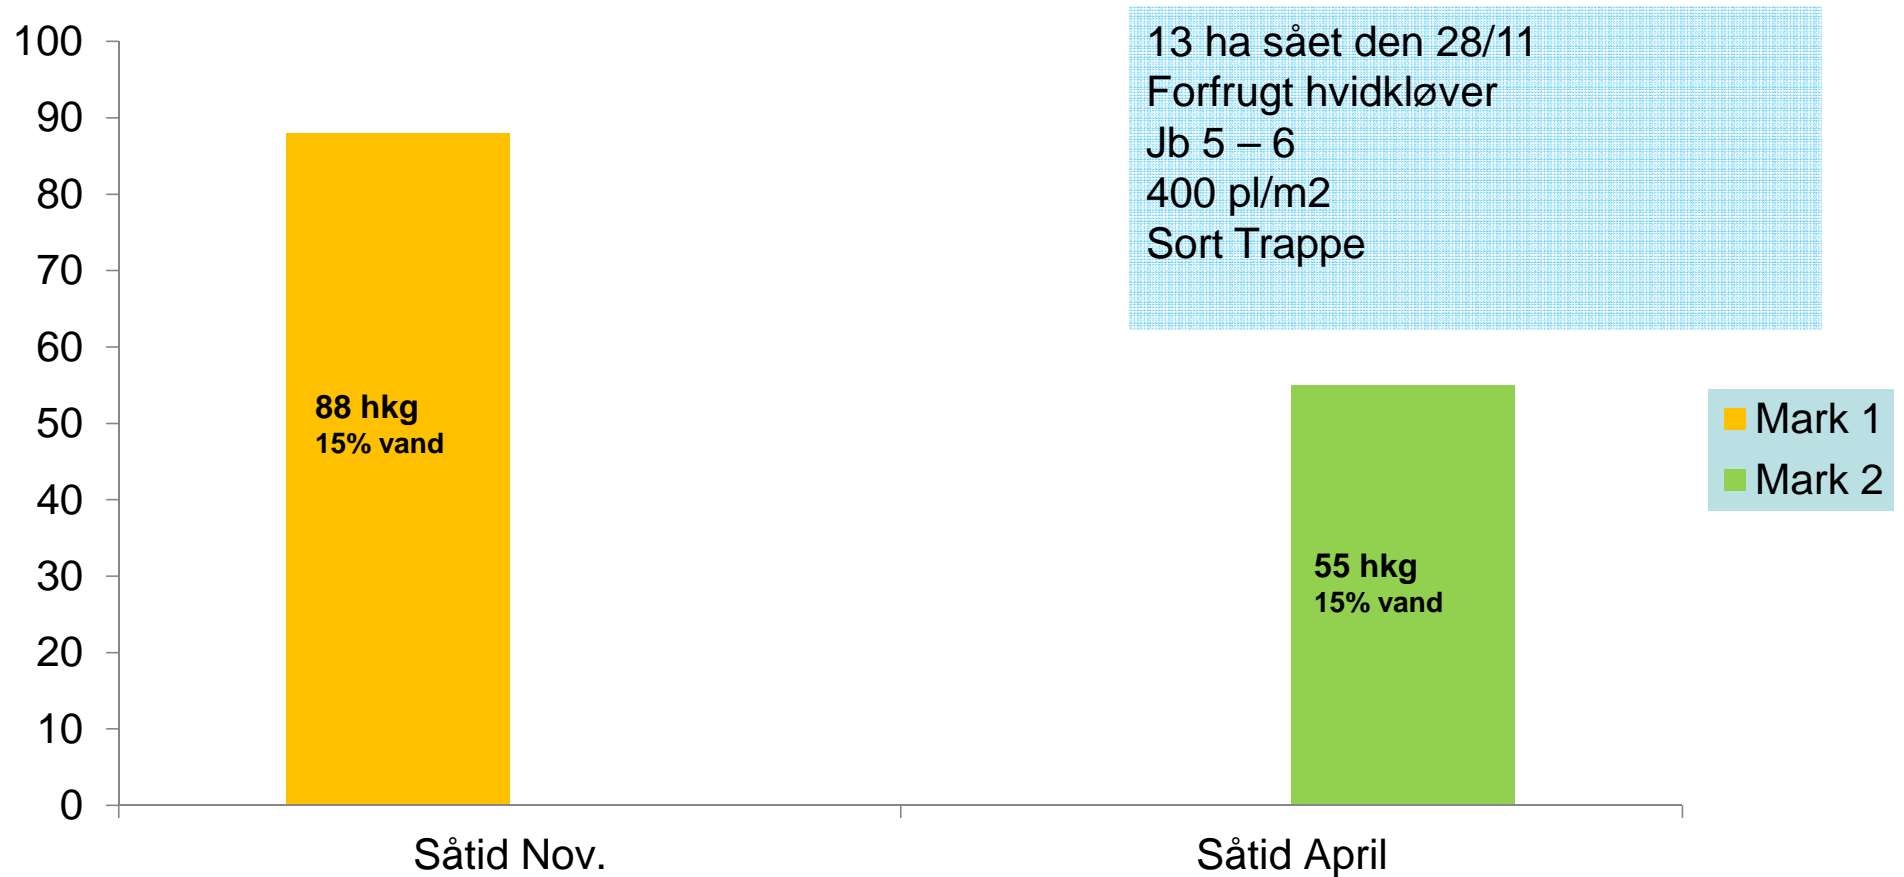 13 ha sået den 28/11
Forfrugt hvidkløver
Jb 5 – 6
400 pl/m2
Sort Trappe
100
90
80
70
60
50
40
30
20
10
0
88 hkg
15% vand
55 hkg
15% vand
Mark 1
Mark 2
Såtid Nov.
Såtid April